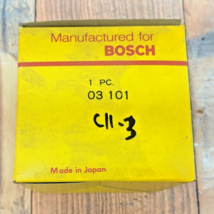 Manufactured for
BOSCH
1 PC.
03 101
C11-3
Made in Japan